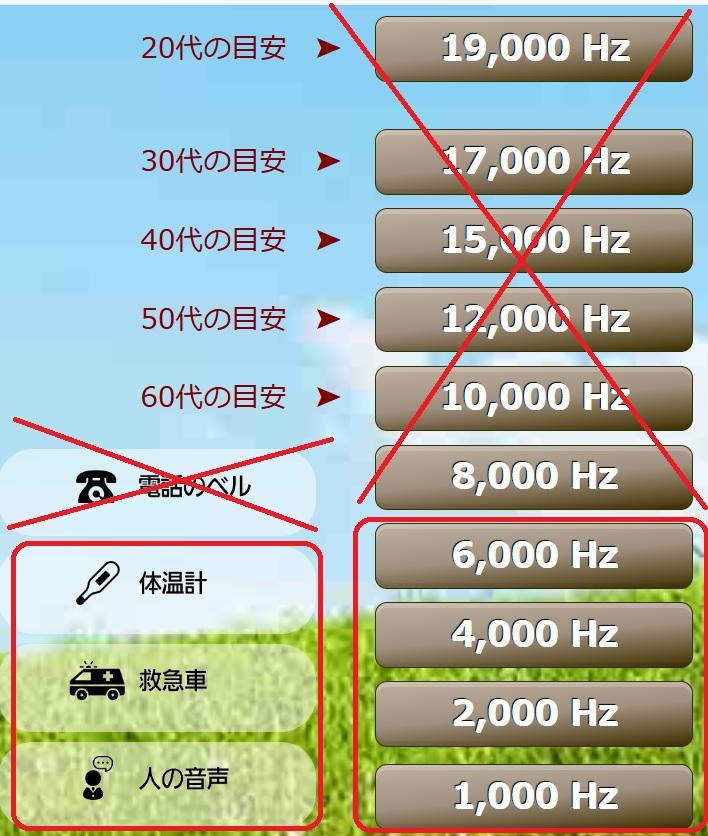 20代の目安 ➤ 19,000 Hz
30代の目安 ➤ 17,000 Hz
40代の目安 ➤ 15,000 Hz
50代の目安 ➤ 12,000 Hz
60代の目安 ➤ 10,000 Hz
電話のベル 8,000 Hz
6,000 Hz
体温計
4,000 Hz
救急車
2,000 Hz
人の音声
1,000 Hz